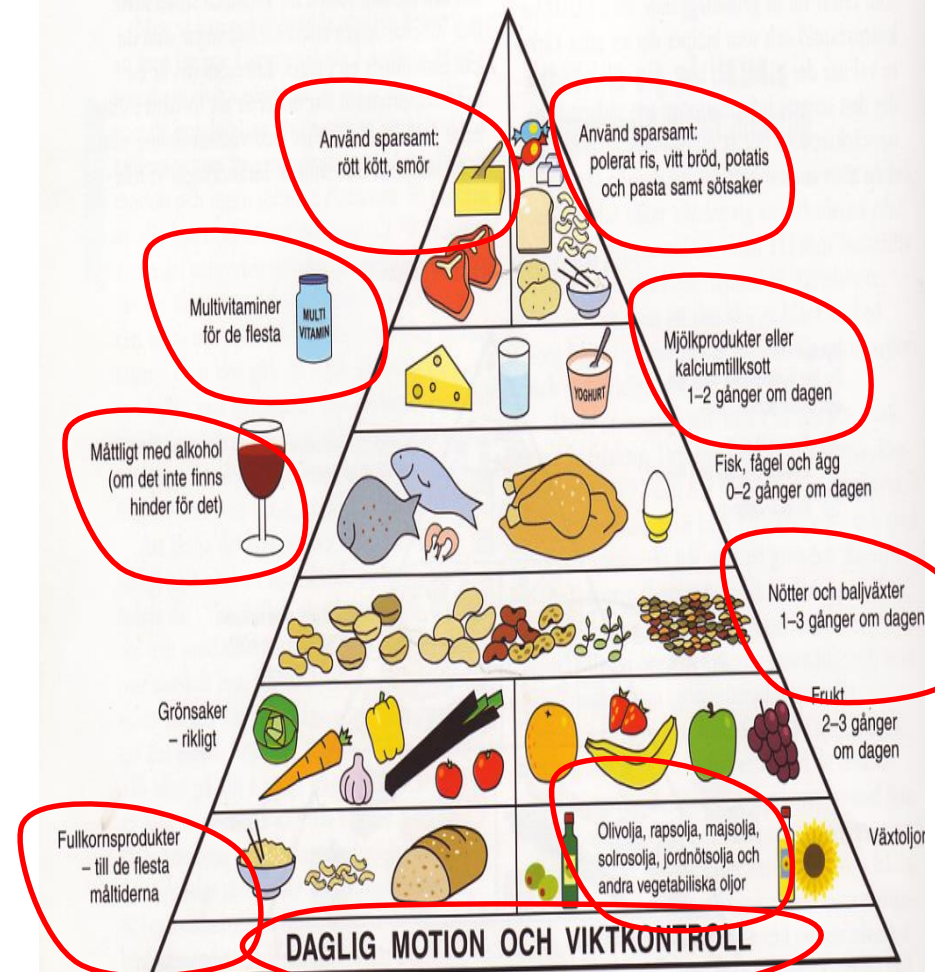 Använd sparsamt:
rött kött, smör
Använd sparsamt:
polerat ris, vitt bröd, potatis
och pasta samt sötsaker
Multivitaminer
för de flesta
MULTI
VITAMIN
Mjölkprodukter eller
kalciumtillksott
1–2 gånger om dagen
YOGHURT
Måttligt med alkohol
(om det inte finns
hinder för det)
Fisk, fågel och ägg
0–2 gånger om dagen
Nötter och baljväxter
1–3 gånger om dagen
Grönsaker
– rikligt
Frukt
2–3 gånger
om dagen
Fullkornsprodukter
– till de flesta
måltiderna
Olivolja, rapsolja, majsolja,
solrosolja, jordnötsolja och
andra vegetabiliska oljor
Växtoljor
DAGLIG MOTION OCH VIKTKONTROLL